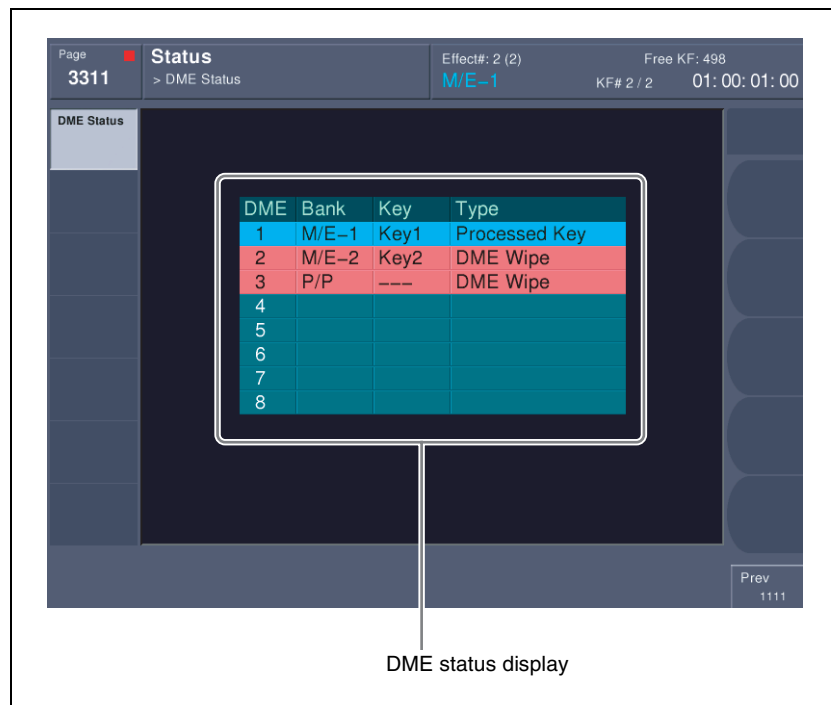 Page
3311
Status
> DME Status
Effect#: 2 (2)
Free KF: 498
M/E–1
KF# 2 / 2
01: 00: 01: 00
DME Status
DME Bank Key Type
1 M/E–1 Key1 Processed Key
2 M/E–2 Key2 DME Wipe
3 P/P ––– DME Wipe
4
5
6
7
8
Prev
1111
DME status display